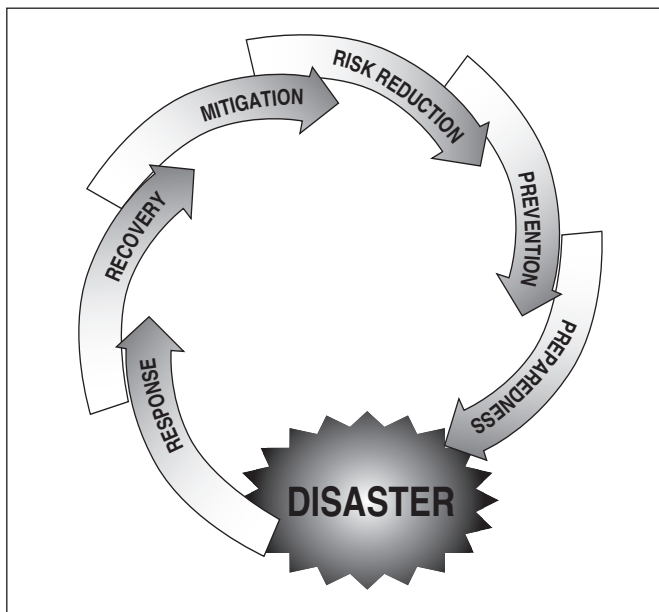 DISASTER
RESPONSE
RECOVERY
MITIGATION
RISK REDUCTION
PREVENTION
PREPAREDNESS